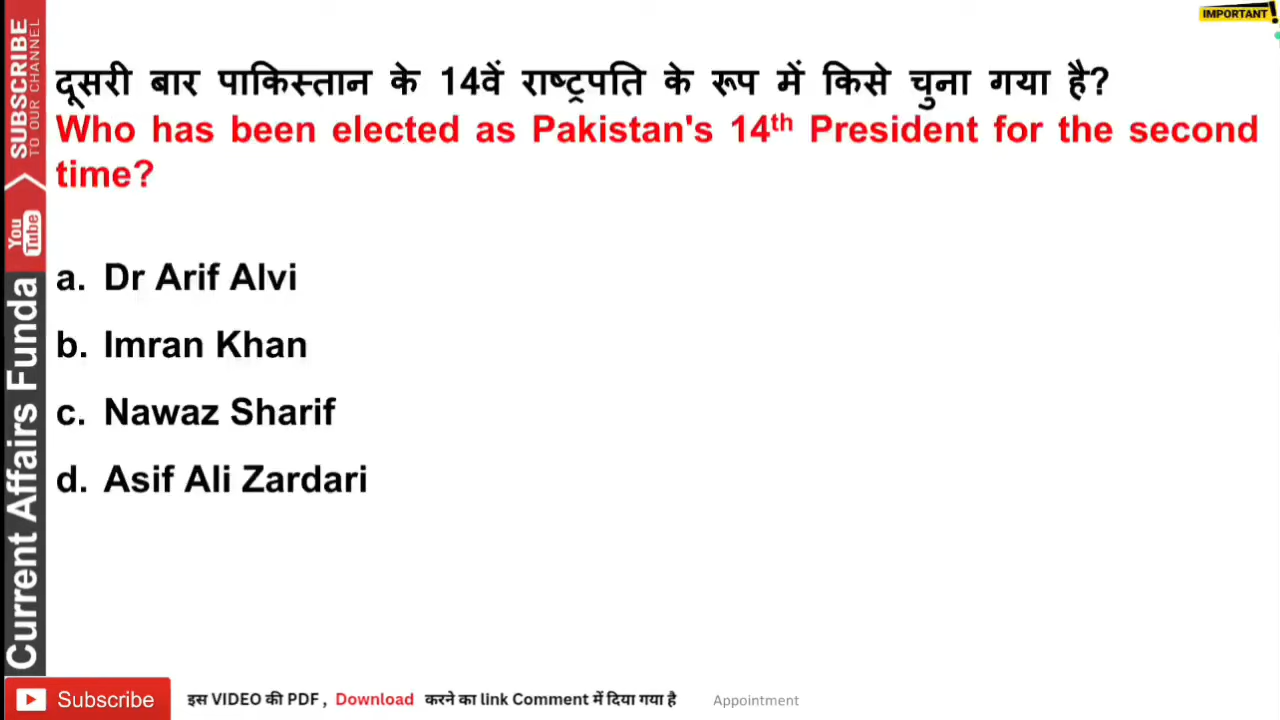 IMPORTANT!
दूसरी बार पाकिस्तान के 14वें राष्ट्रपति के रूप में किसे चुना गया है?
Who has been elected as Pakistan's 14th President for the second
time?
a. Dr Arif Alvi
b. Imran Khan
c. Nawaz Sharif
d. Asif Ali Zardari
SUBSCRIBE
TO OUR CHANNEL
You
Tube
Current Affairs Funda
Subscribe
इस VIDEO की PDF , Download करने का link Comment में दिया गया है
Appointment